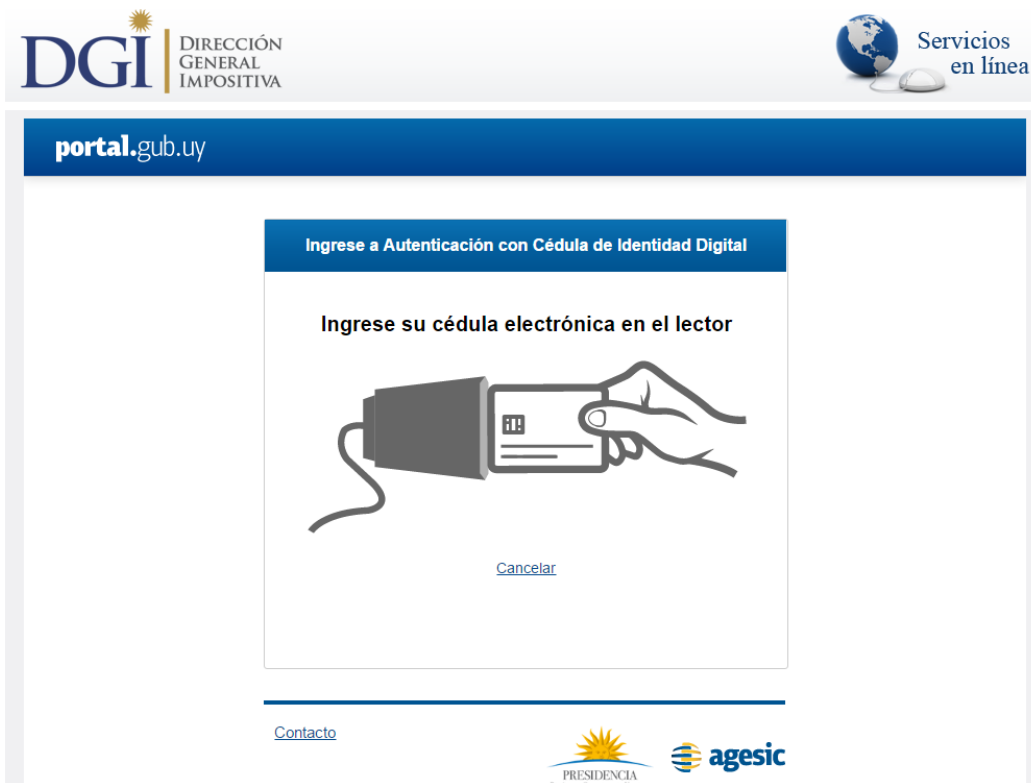 DGI
DIRECCIÓN
GENERAL
IMPOSITIVA
Servicios
en línea
portal.gub.uy
Ingrese a Autenticación con Cédula de Identidad Digital
Ingrese su cédula electrónica en el lector
Cancelar
Contacto
PRESIDENCIA
agesic